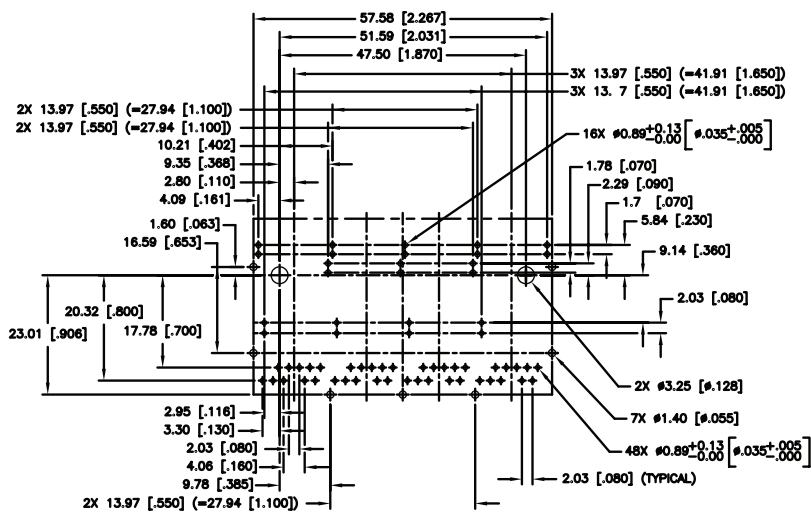 57.58 [2.267]
51.59 [2.031]
47.50 [1.870]
3X 13.97 [.550] (=41.91 [1.650])
3X 13. 7 [.550] (=41.91 [1.650])
2X 13.97 [.550] (=27.94 [1.100])
2X 13.97 [.550] (=27.94 [1.100])
16X ø0.89+0.13 -0.00 [ø.035+.005 -.000]
10.21 [.402]
9.35 [.368]
2.80 [.110]
4.09 [.161]
1.78 [.070]
2.29 [.090]
1.7 [.070]
5.84 [.230]
1.60 [.063]
16.59 [.653]
9.14 [.360]
20.32 [.800]
23.01 [.906]
17.78 [.700]
2.03 [.080]
2X ø3.25 [ø.128]
7X ø1.40 [ø.055]
48X ø0.89+0.13 -0.00 [ø.035+.005 -.000]
2.95 [.116]
3.30 [.130]
2.03 [.080]
4.06 [.160]
9.78 [.385]
2.03 [.080] (TYPICAL)
2X 13.97 [.550] (=27.94 [1.100])